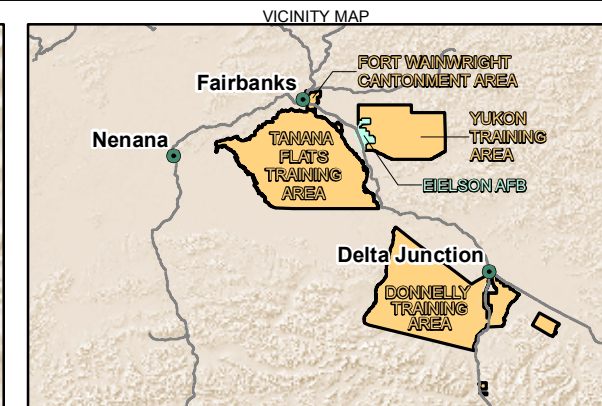 VICINITY MAP
FORT WAINWRIGHT
CANTONMENT AREA
Fairbanks
YUKON
TRAINING
AREA
Nenana
TANANA
FLATS
TRAINING
AREA
EIELSON AFB
Delta Junction
DONNELLY
TRAINING
AREA